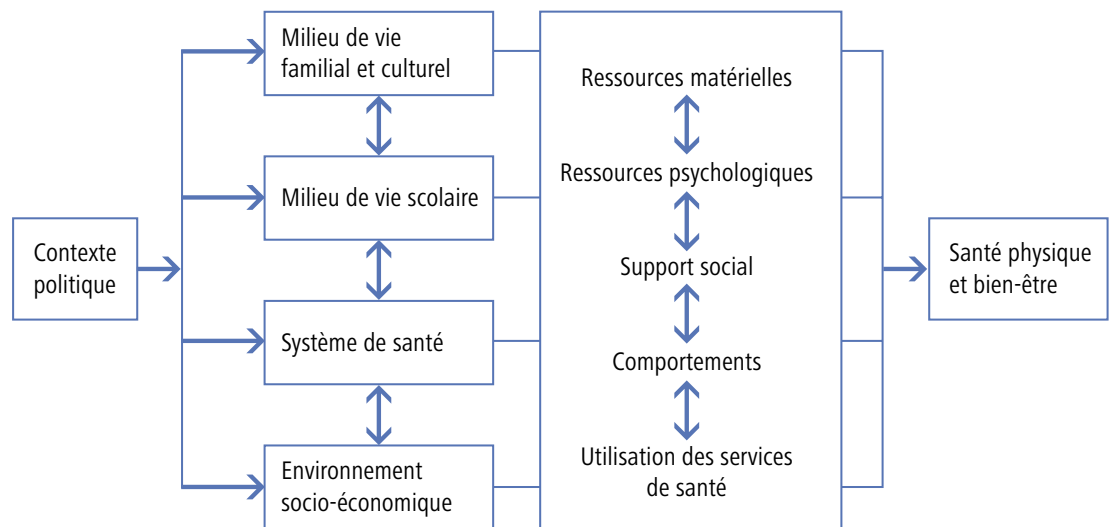 Contexte
politique
Milieu de vie
familial et culturel
Milieu de vie scolaire
Système de santé
Environnement
socio-économique
Ressources matérielles
Ressources psychologiques
Support social
Comportements
Utilisation des services
de santé
Santé physique
et bien-être